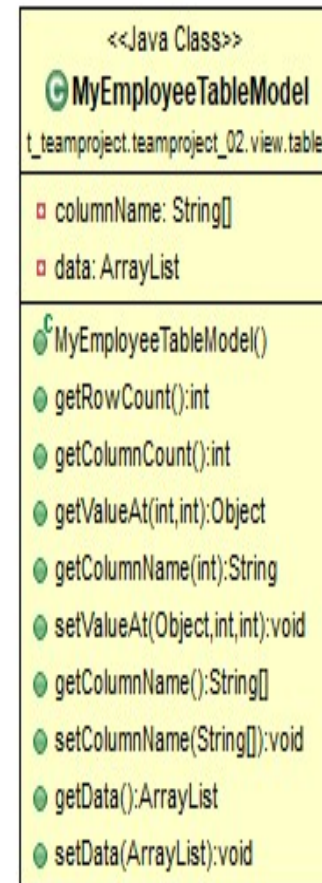 <<Java Class>>
MyEmployeeTableModel
t_teamproject.teamproject_02.view.table
columnName: String[]
data: ArrayList
MyEmployeeTableModel()
getRowCount():int
getColumnCount():int
getValueAt(int,int):Object
getColumnName(int):String
setValueAt(Object,int,int):void
getColumnName():String[]
setColumnName(String[]):void
getData():ArrayList
setData(ArrayList):void